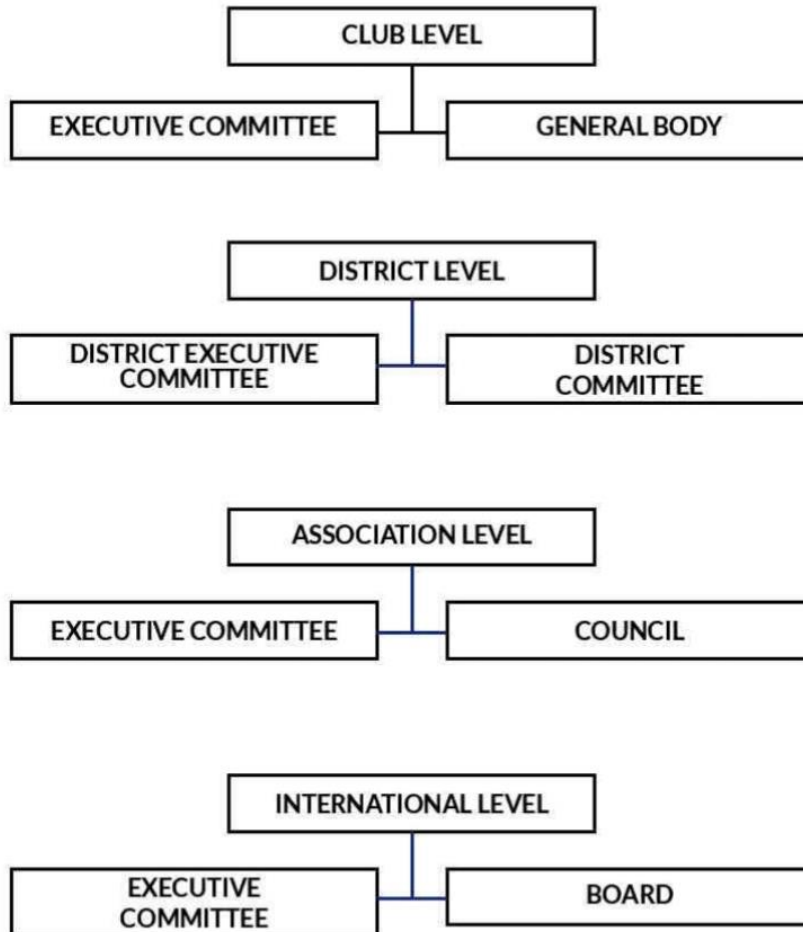 CLUB LEVEL
EXECUTIVE COMMITTEE
GENERAL BODY
DISTRICT LEVEL
DISTRICT EXECUTIVE
COMMITTEE
DISTRICT
COMMITTEE
ASSOCIATION LEVEL
EXECUTIVE COMMITTEE
COUNCIL
INTERNATIONAL LEVEL
EXECUTIVE
COMMITTEE
BOARD